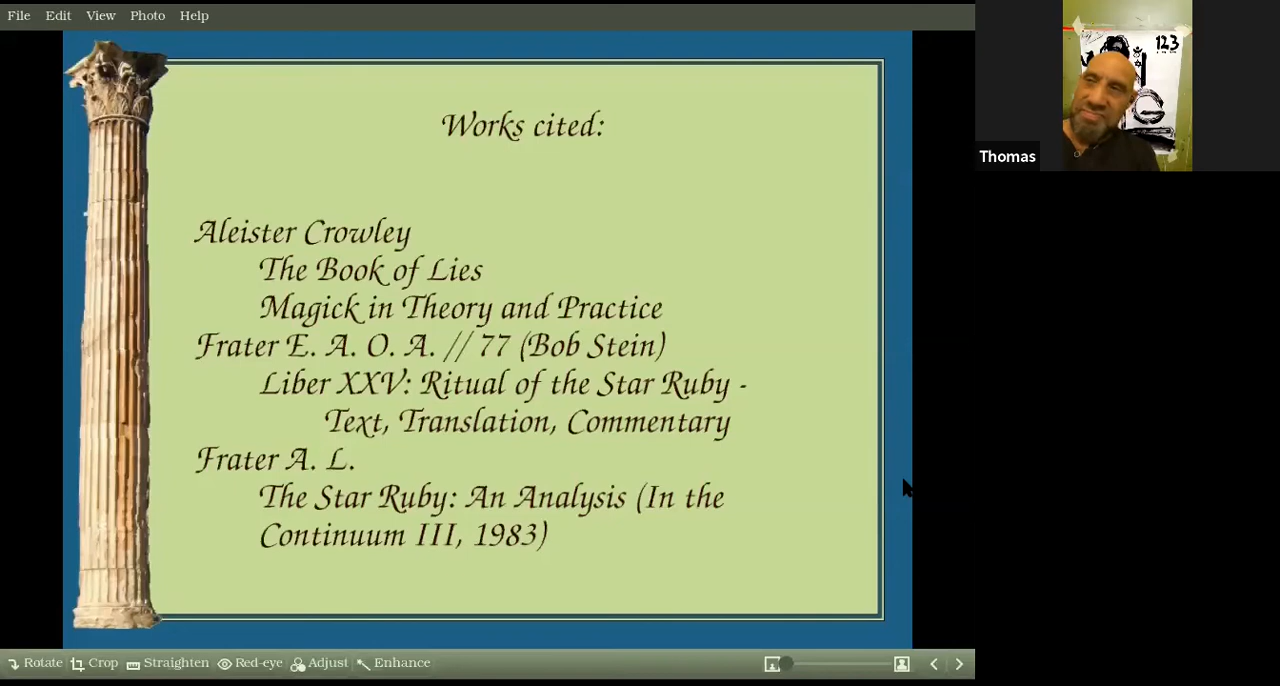 File Edit View Photo Help
Works cited:
Aleister Crowley
The Book of Lies
Magick in Theory and Practice
Frater E. A. O. A. // 77 (Bob Stein)
Liber XXV: Ritual of the Star Ruby -
Text, Translation, Commentary
Frater A. L.
The Star Ruby: An Analysis (In the
Continuum III, 1983)
Rotate Crop Straighten Red-eye Adjust Enhance
123
Thomas